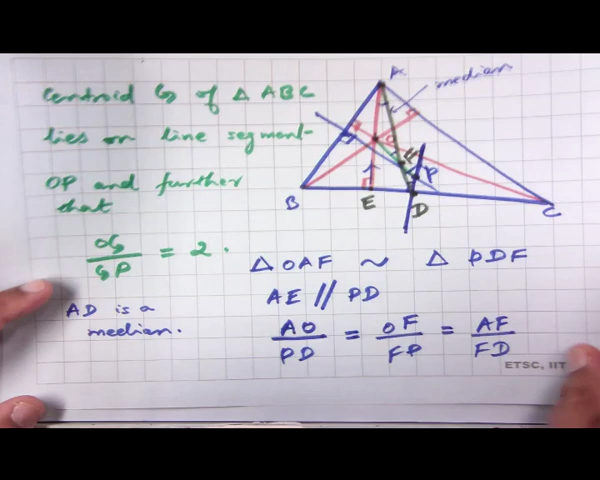 Centroid G of △ ABC
lies on line segment
OP and further
that
OG / GP = 2.
AD is a
median.
A
median
O
F
P
B
E
D
C
△ OAF ~ △ PDF
AE // PD
AO / PD = OF / FP = AF / FD
ETSC, IIT